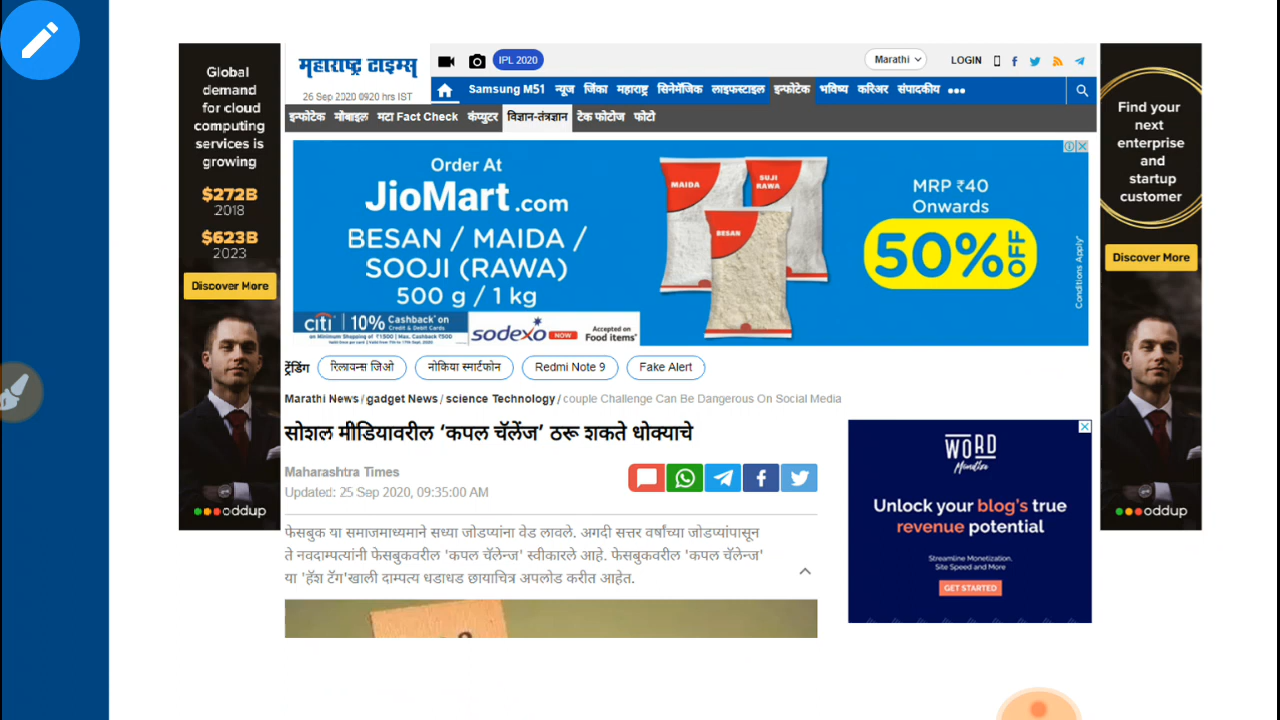 Global
demand
for cloud
computing
services is
growing
$272B
2018
$623B
2023
Discover More
oddup
महाराष्ट्र टाइम्स
26 Sep 2020 0920 hrs IST
IPL 2020
Marathi
LOGIN
Samsung M51 न्यूज जिंका महाराष्ट्र सिनेमॅजिक लाइफस्टाइल इन्फोटेक भविष्य करिअर संपादकीय •••
इन्फोटेक मोबाइल मटा Fact Check कंप्युटर विज्ञान-तंत्रज्ञान टेक फोटोज फोटो
Order At
JioMart.com
BESAN / MAIDA /
SOOJI (RAWA)
500 g / 1 kg
citi 10% Cashback* on
Credit & Debit Cards
sodexo NOW Accepted on
Food items*
MAIDA
SUJI
RAWA
BESAN
MRP ₹40
Onwards
50% OFF
Conditions Apply*
ट्रेंडिंग रिलायन्स जिओ नोकिया स्मार्टफोन Redmi Note 9 Fake Alert
Marathi News / gadget News / science Technology / couple Challenge Can Be Dangerous On Social Media
सोशल मीडियावरील ‘कपल चॅलेंज’ ठरू शकते धोक्याचे
Maharashtra Times
Updated: 25 Sep 2020, 09:35:00 AM
फेसबुक या समाजमाध्यमाने सध्या जोडप्यांना वेड लावले. अगदी सत्तर वर्षांच्या जोडप्यांपासून
ते नवदाम्पत्यांनी फेसबुकवरील 'कपल चॅलेन्ज' स्वीकारले आहे. फेसबुकवरील 'कपल चॅलेन्ज'
या 'हॅश टॅग'खाली दाम्पत्य धडाधड छायाचित्र अपलोड करीत आहेत.
WORD
Monetize
Unlock your blog's true
revenue potential
Streamline Monetization,
Site Speed and More
GET STARTED
Find your
next
enterprise
and
startup
customer
Discover More
oddup